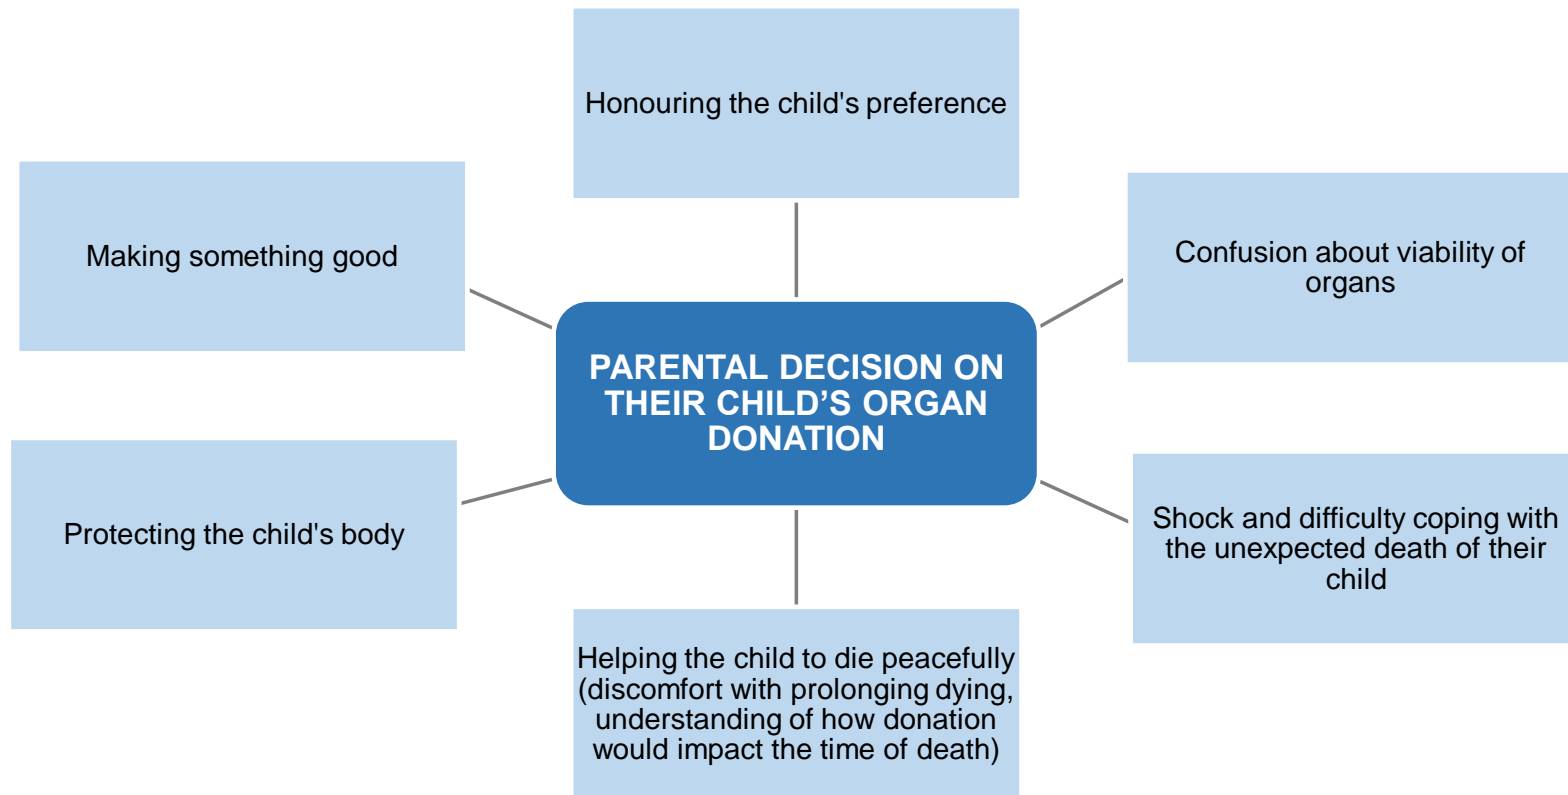 Honouring the child's preference
Making something good
Confusion about viability of
organs
PARENTAL DECISION ON
THEIR CHILD’S ORGAN
DONATION
Protecting the child's body
Shock and difficulty coping with
the unexpected death of their
child
Helping the child to die peacefully
(discomfort with prolonging dying,
understanding of how donation
would impact the time of death)